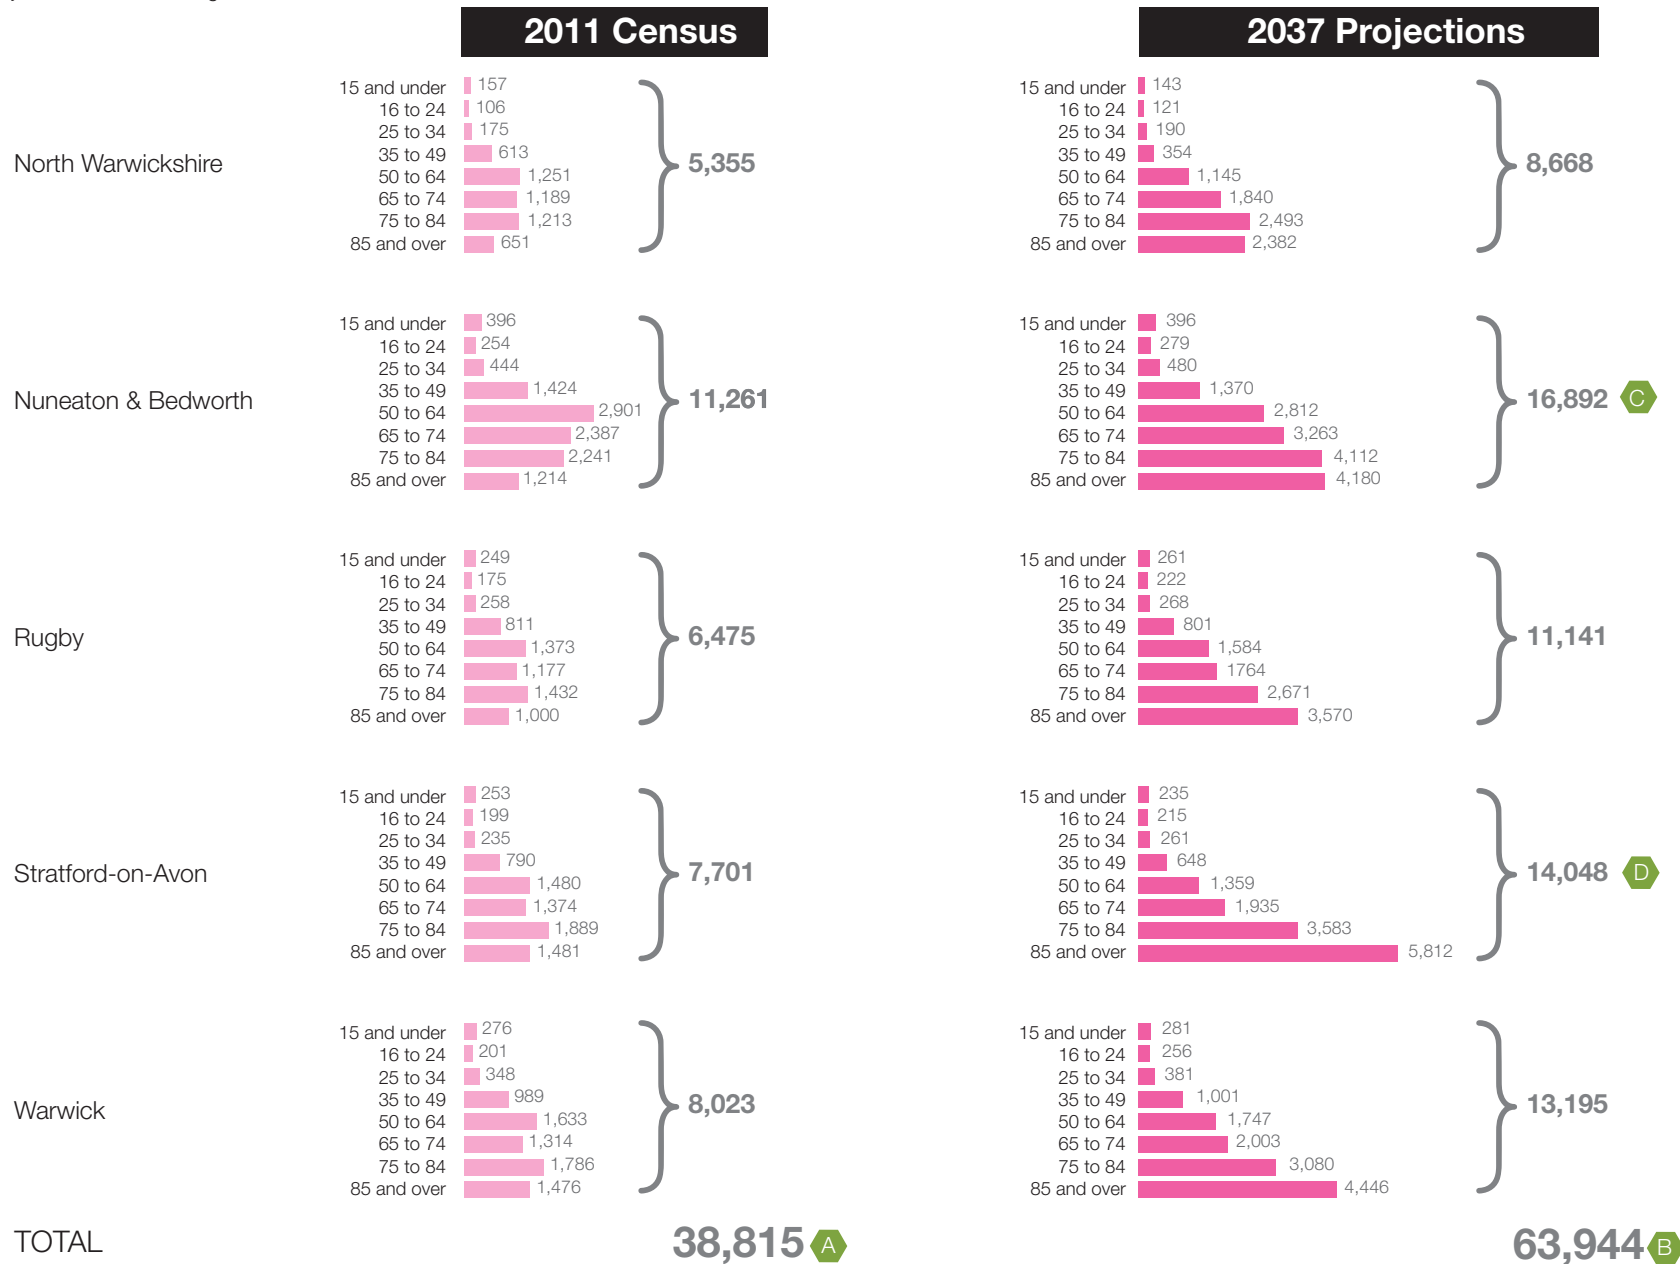 2011 Census 2037 Projections
North Warwickshire
15 and under 157
16 to 24 106
25 to 34 175
35 to 49 613
50 to 64 1,251
65 to 74 1,189
75 to 84 1,213
85 and over 651
5,355
15 and under 143
16 to 24 121
25 to 34 190
35 to 49 354
50 to 64 1,145
65 to 74 1,840
75 to 84 2,493
85 and over 2,382
8,668
Nuneaton & Bedworth
15 and under 396
16 to 24 254
25 to 34 444
35 to 49 1,424
50 to 64 2,901
65 to 74 2,387
75 to 84 2,241
85 and over 1,214
11,261
15 and under 396
16 to 24 279
25 to 34 480
35 to 49 1,370
50 to 64 2,812
65 to 74 3,263
75 to 84 4,112
85 and over 4,180
16,892 C
Rugby
15 and under 249
16 to 24 175
25 to 34 258
35 to 49 811
50 to 64 1,373
65 to 74 1,177
75 to 84 1,432
85 and over 1,000
6,475
15 and under 261
16 to 24 222
25 to 34 268
35 to 49 801
50 to 64 1,584
65 to 74 1764
75 to 84 2,671
85 and over 3,570
11,141
Stratford-on-Avon
15 and under 253
16 to 24 199
25 to 34 235
35 to 49 790
50 to 64 1,480
65 to 74 1,374
75 to 84 1,889
85 and over 1,481
7,701
15 and under 235
16 to 24 215
25 to 34 261
35 to 49 648
50 to 64 1,359
65 to 74 1,935
75 to 84 3,583
85 and over 5,812
14,048 D
Warwick
15 and under 276
16 to 24 201
25 to 34 348
35 to 49 989
50 to 64 1,633
65 to 74 1,314
75 to 84 1,786
85 and over 1,476
8,023
15 and under 281
16 to 24 256
25 to 34 381
35 to 49 1,001
50 to 64 1,747
65 to 74 2,003
75 to 84 3,080
85 and over 4,446
13,195
TOTAL 38,815 A 63,944 B